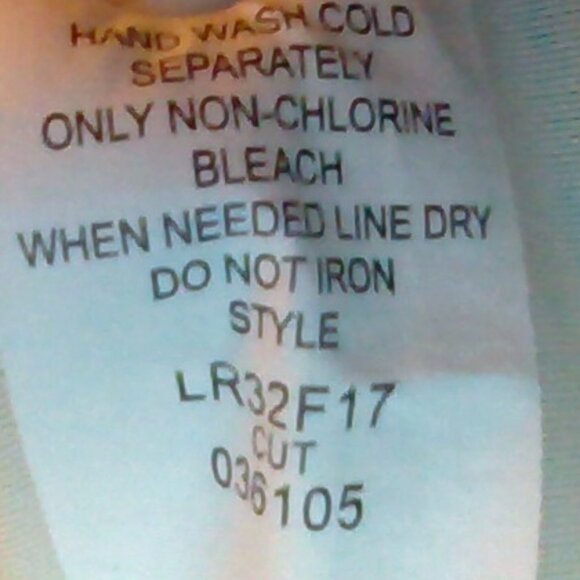 HAND WASH COLD
SEPARATELY
ONLY NON-CHLORINE
BLEACH
WHEN NEEDED LINE DRY
DO NOT IRON
STYLE
LR32F17
CUT
036105